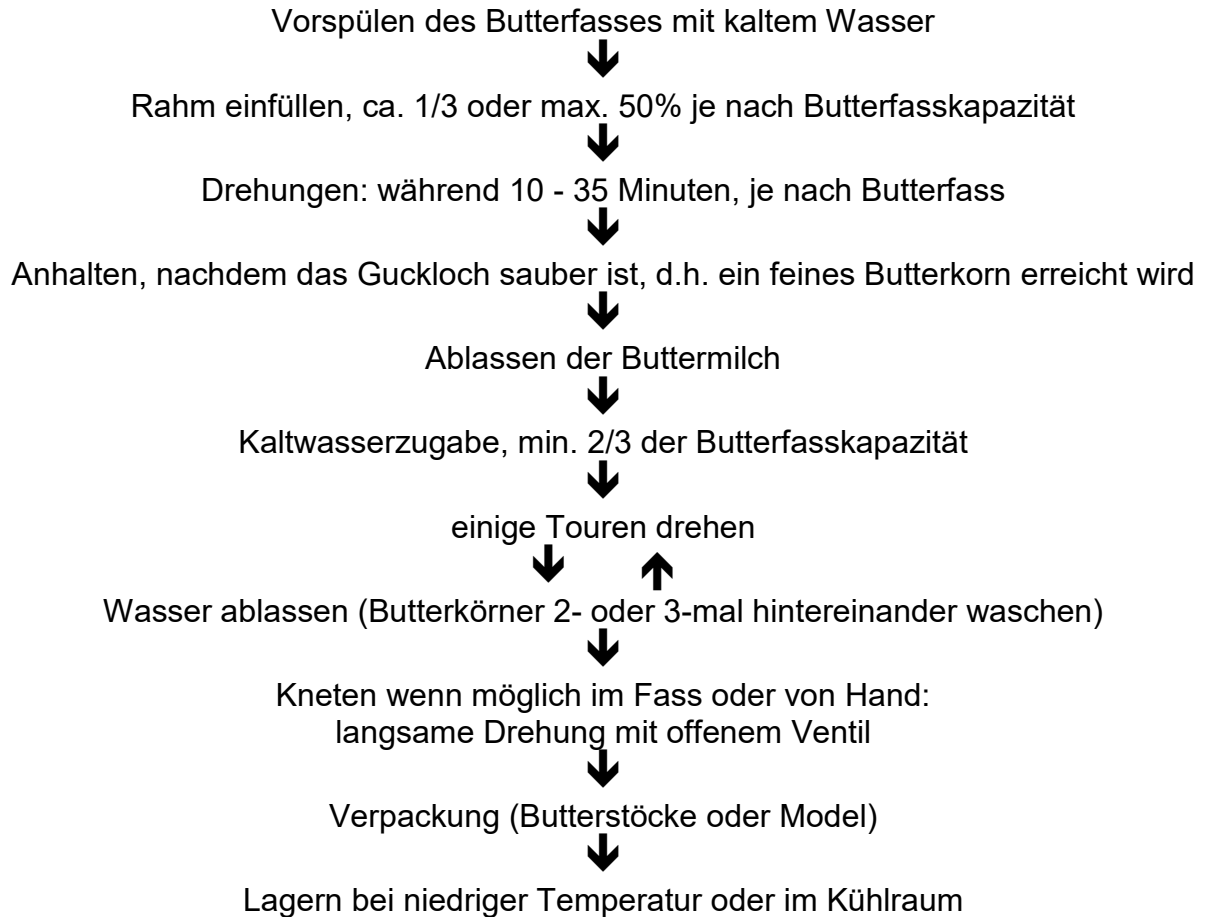 Vorspülen des Butterfasses mit kaltem Wasser
Rahm einfüllen, ca. 1/3 oder max. 50% je nach Butterfasskapazität
Drehungen: während 10 - 35 Minuten, je nach Butterfass
Anhalten, nachdem das Guckloch sauber ist, d.h. ein feines Butterkorn erreicht wird
Ablassen der Buttermilch
Kaltwasserzugabe, min. 2/3 der Butterfasskapazität
einige Touren drehen
Wasser ablassen (Butterkörner 2- oder 3-mal hintereinander waschen)
Kneten wenn möglich im Fass oder von Hand:
langsame Drehung mit offenem Ventil
Verpackung (Butterstöcke oder Model)
Lagern bei niedriger Temperatur oder im Kühlraum